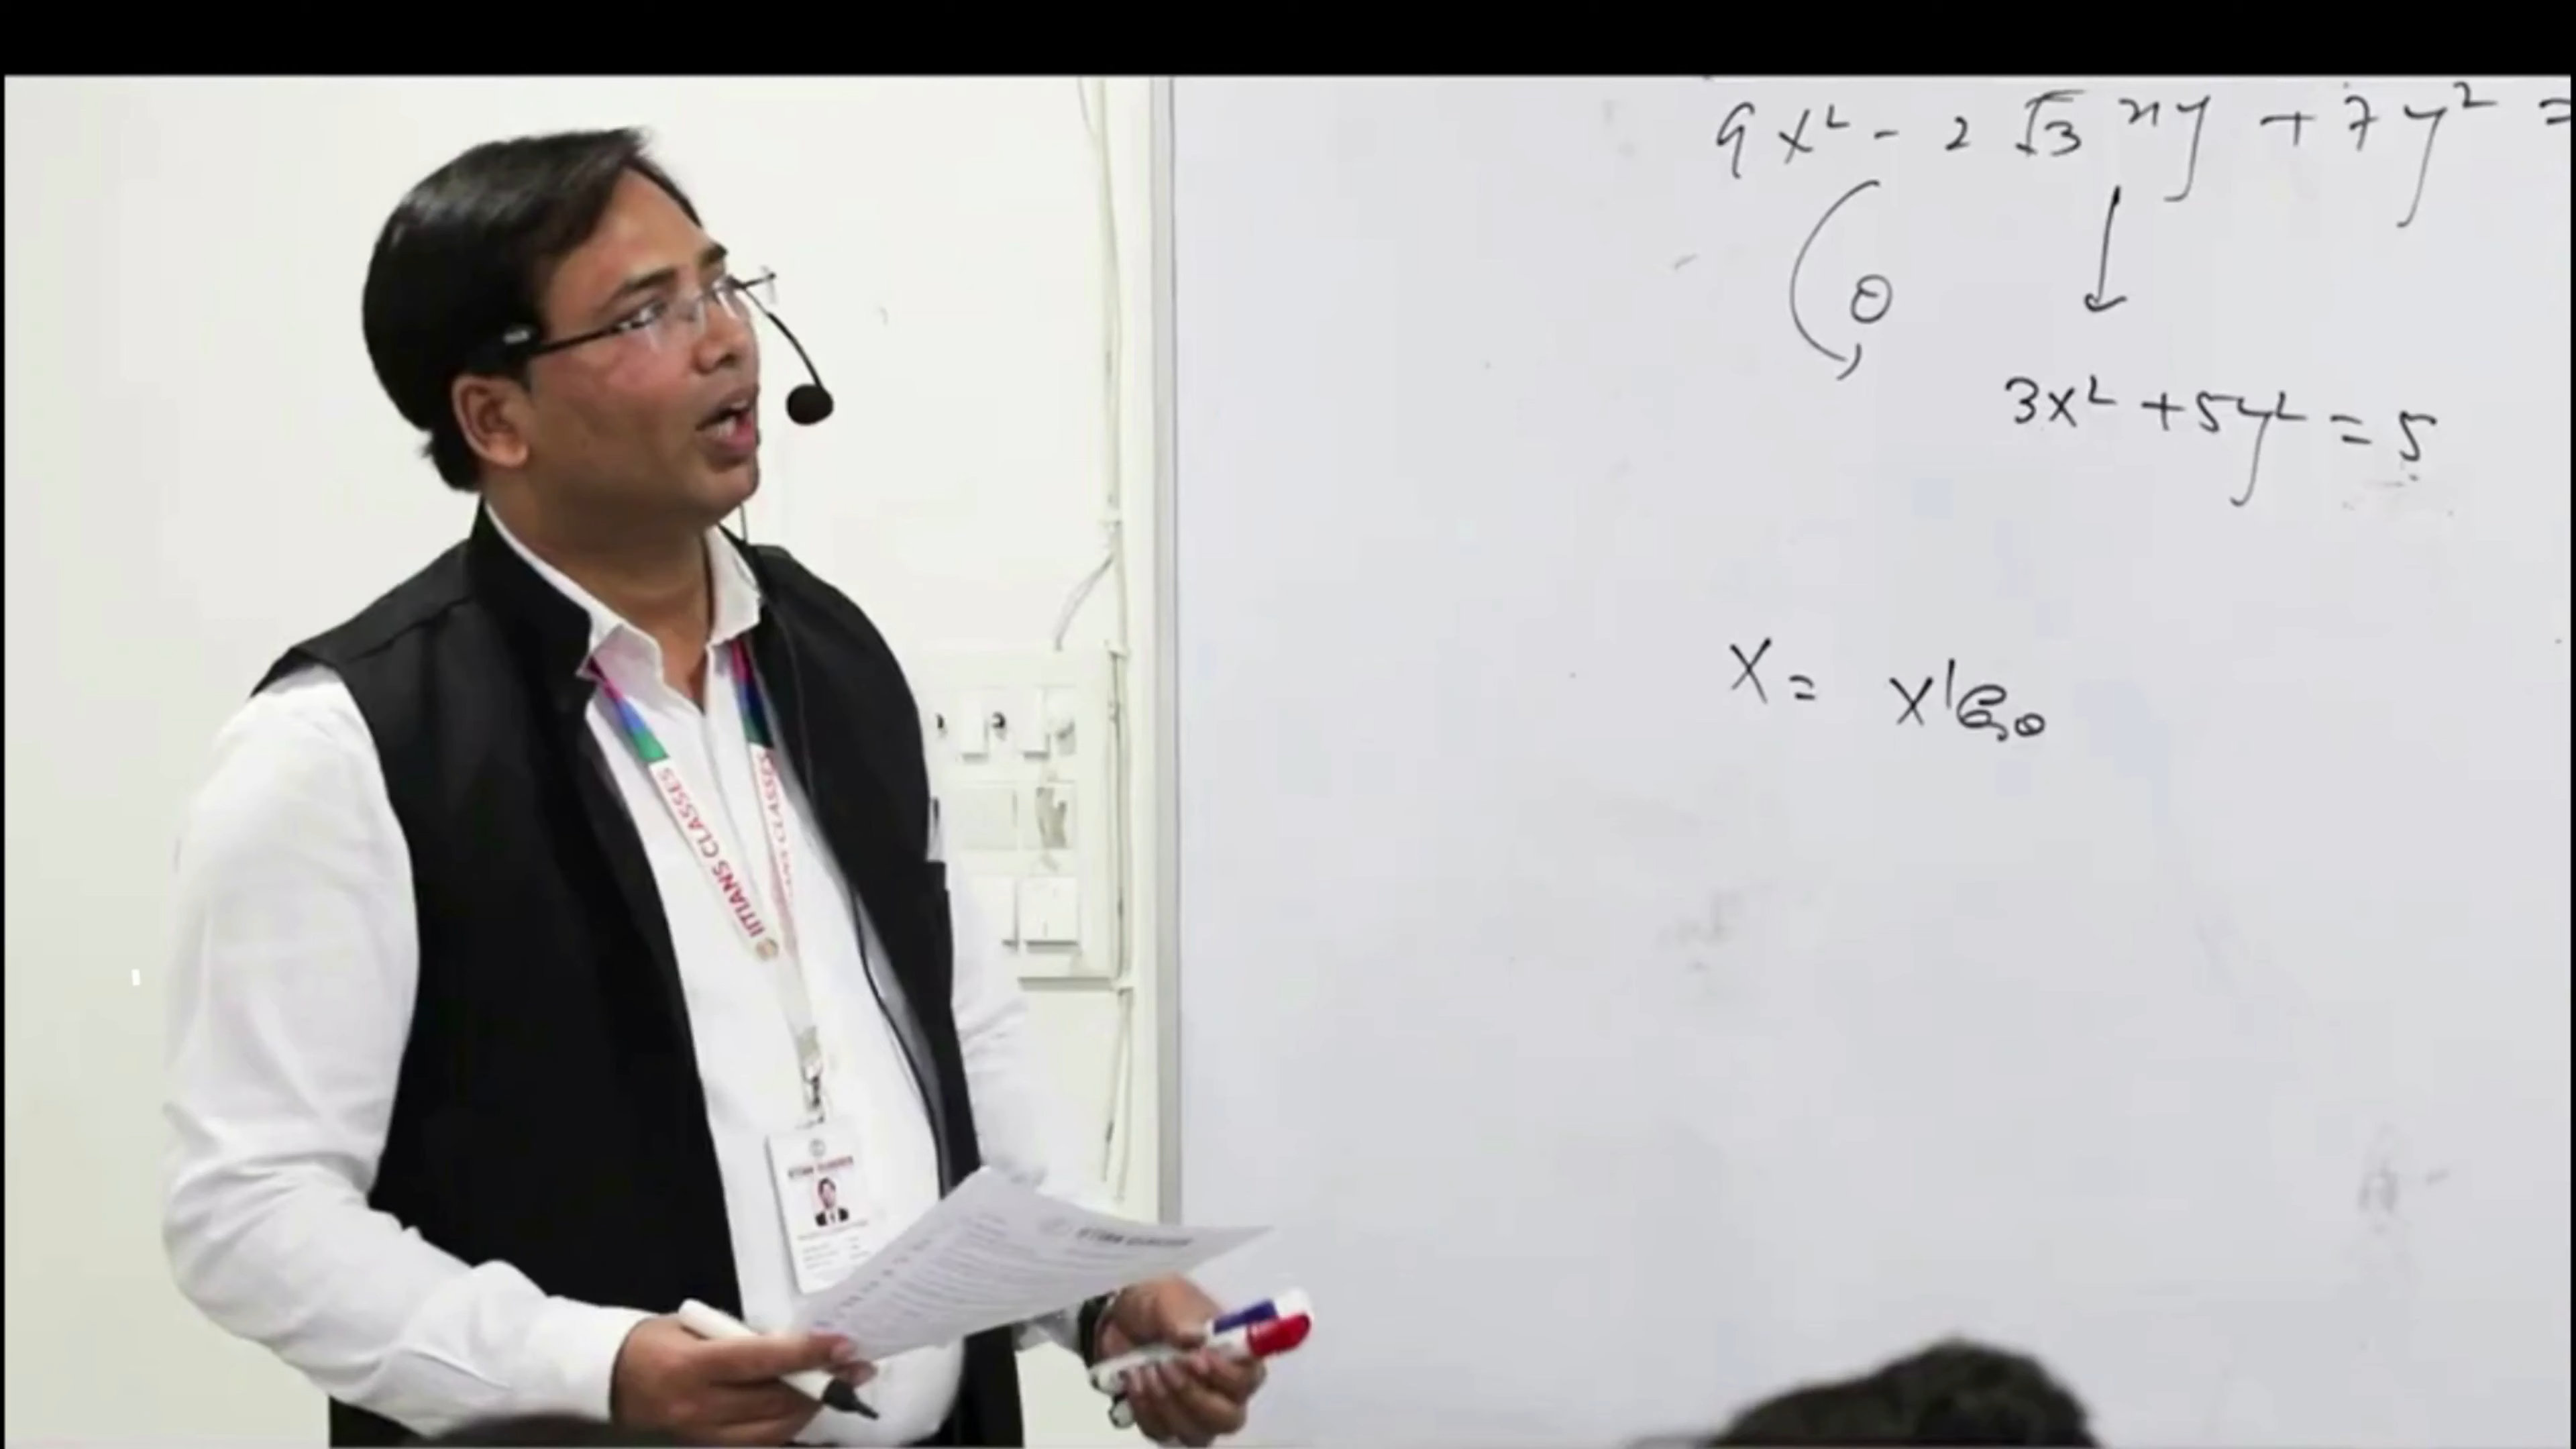 9x² - 2√3 xy + 7y² =
θ
3x² + 5y² = 5
x = x'cosθ
IITIANS CLASSES